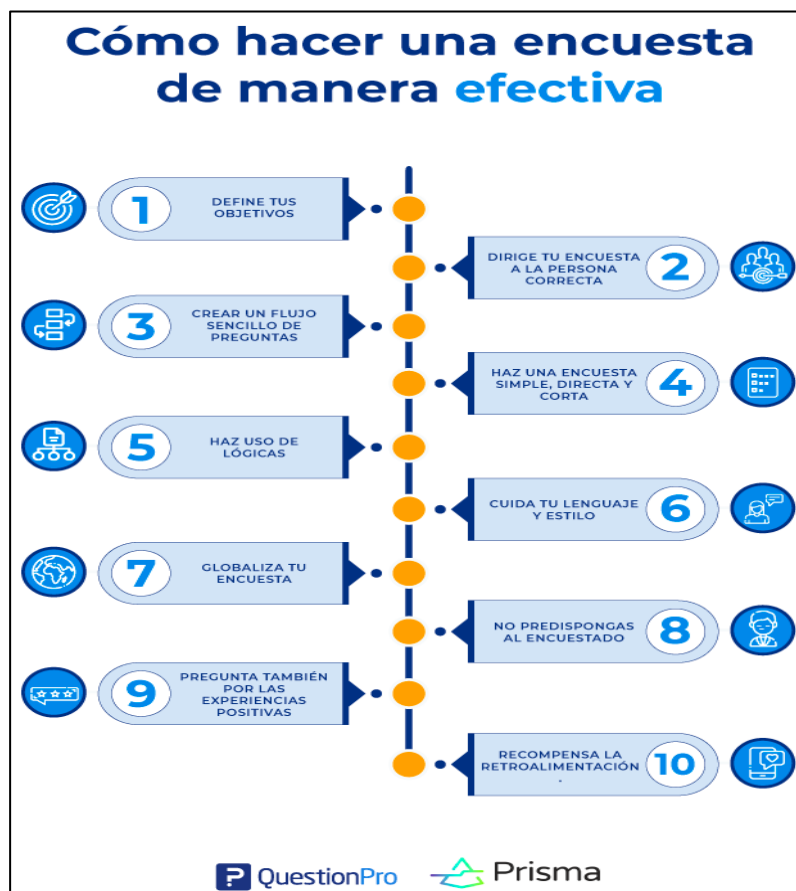 Cómo hacer una encuesta
de manera efectiva
1
DEFINE TUS
OBJETIVOS
DIRIGE TU ENCUESTA
A LA PERSONA
CORRECTA
2
3
CREAR UN FLUJO
SENCILLO DE
PREGUNTAS
HAZ UNA ENCUESTA
SIMPLE, DIRECTA Y
CORTA
4
5
HAZ USO DE
LÓGICAS
CUIDA TU LENGUAJE
Y ESTILO
6
7
GLOBALIZA TU
ENCUESTA
NO PREDISPONGAS
AL ENCUESTADO
8
9
PREGUNTA TAMBIÉN
POR LAS
EXPERIENCIAS
POSITIVAS
RECOMPENSA LA
RETROALIMENTACIÓN
.
10
QuestionPro
Prisma